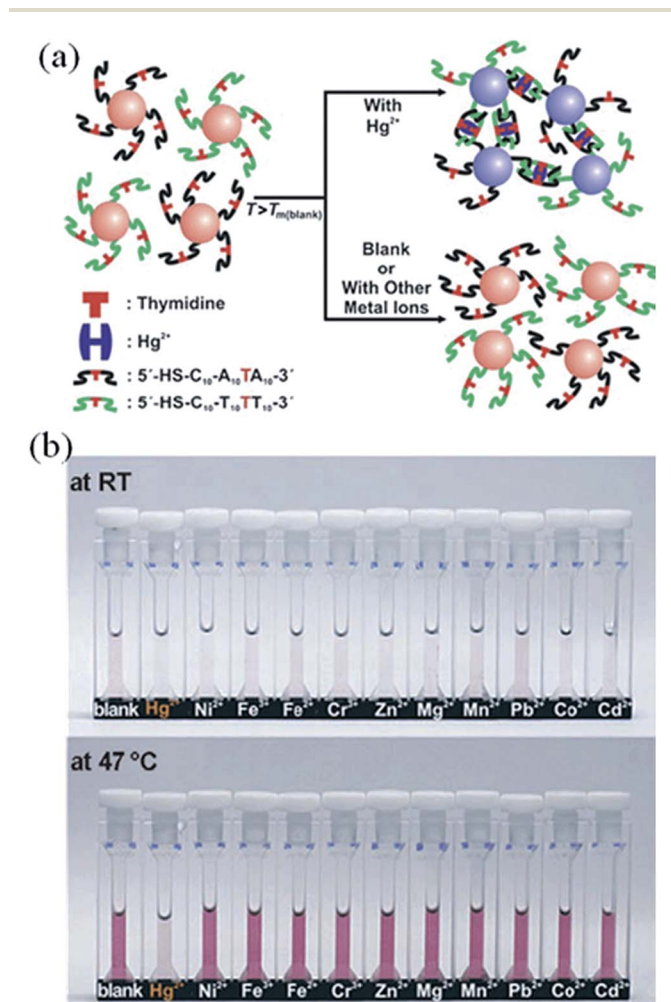 (a)
With
Hg²⁺
T>Tm(blank)
Blank
or
With Other
Metal Ions
: Thymidine
: Hg²⁺
: 5´-HS-C₁₀-A₁₀TA₁₀-3´
: 5´-HS-C₁₀-T₁₀TT₁₀-3´
(b)
at RT
blank Hg²⁺ Ni²⁺ Fe³⁺ Fe²⁺ Cr³⁺ Zn²⁺ Mg²⁺ Mn²⁺ Pb²⁺ Co²⁺ Cd²⁺
at 47 °C
blank Hg²⁺ Ni²⁺ Fe³⁺ Fe²⁺ Cr³⁺ Zn²⁺ Mg²⁺ Mn²⁺ Pb²⁺ Co²⁺ Cd²⁺